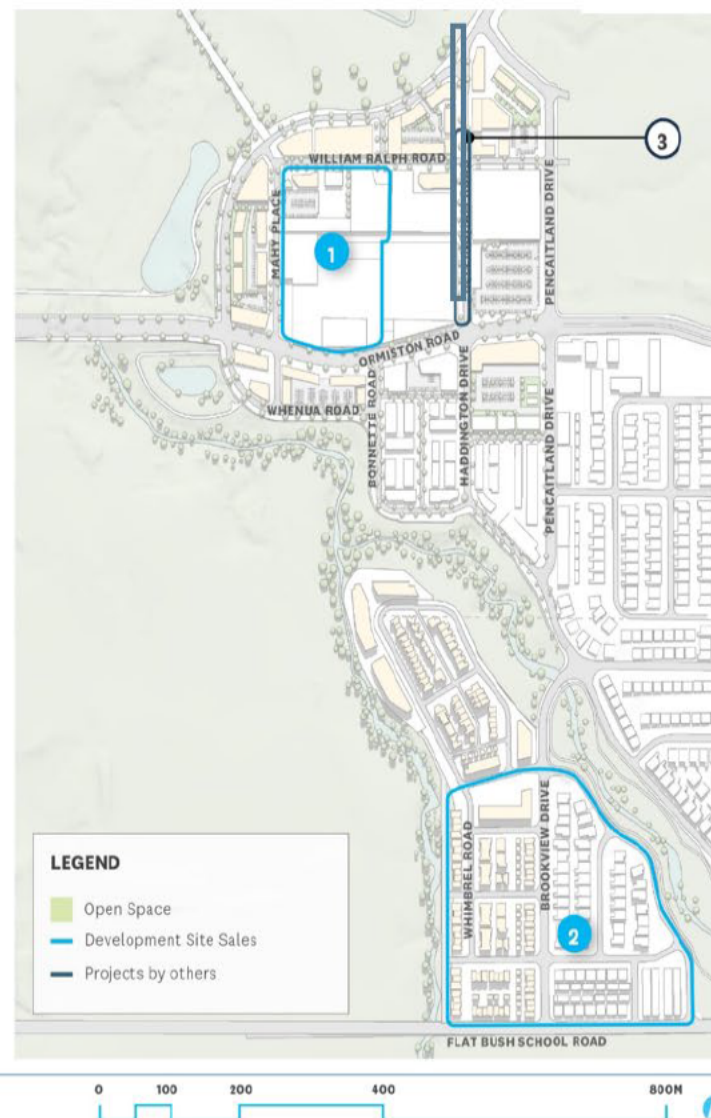 3
WILLIAM RALPH ROAD
MAHY PLACE
1
PENCAITLAND DRIVE
ORMISTON ROAD
WHENUA ROAD
BONNETTE ROAD
HADDINGTON DRIVE
PENCAITLAND DRIVE
WHIMBREL ROAD
BROOKVIEW DRIVE
2
FLAT BUSH SCHOOL ROAD
LEGEND
Open Space
Development Site Sales
Projects by others
0 100 200 400 800M